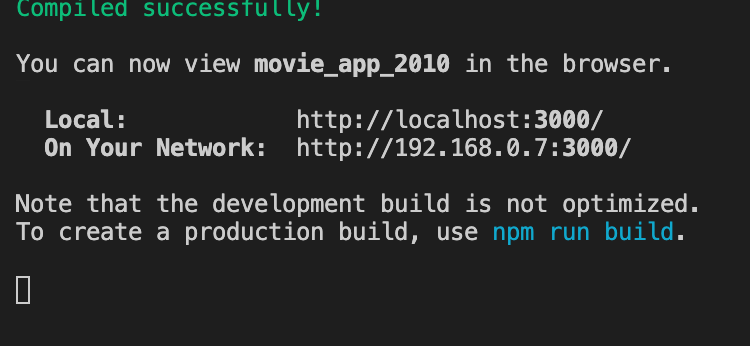 Compiled successfully!
You can now view movie_app_2010 in the browser.
Local: http://localhost:3000/
On Your Network: http://192.168.0.7:3000/
Note that the development build is not optimized.
To create a production build, use npm run build.